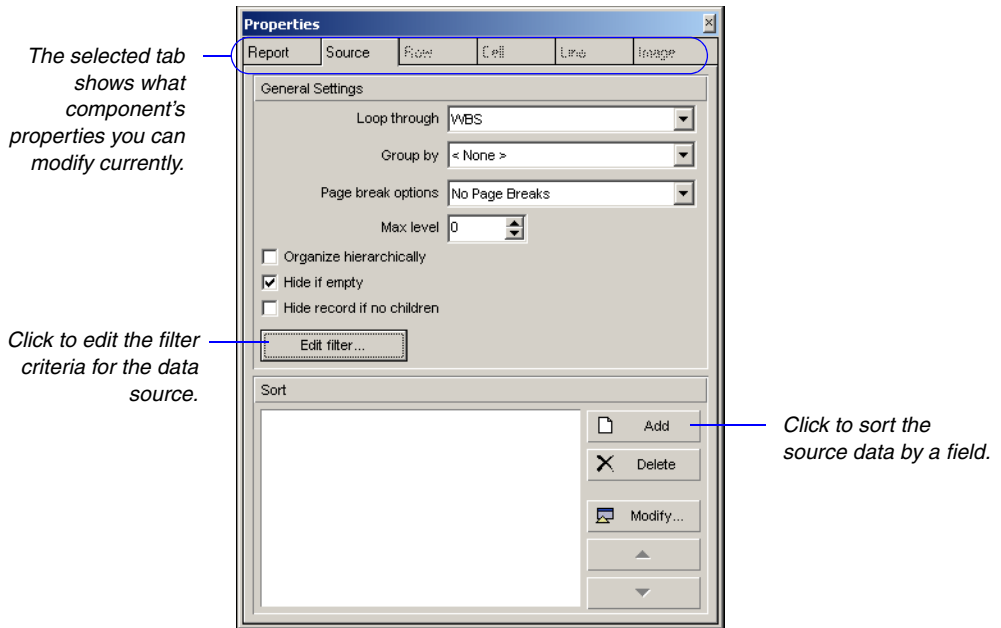 Properties
Report Source Row Cell Line Image
The selected tab
shows what
component's
properties you can
modify currently.
General Settings
Loop through WBS
Group by < None >
Page break options No Page Breaks
Max level 0
Organize hierarchically
Hide if empty
Hide record if no children
Edit filter...
Click to edit the filter
criteria for the data
source.
Sort
Add
Delete
Modify...
Click to sort the
source data by a field.